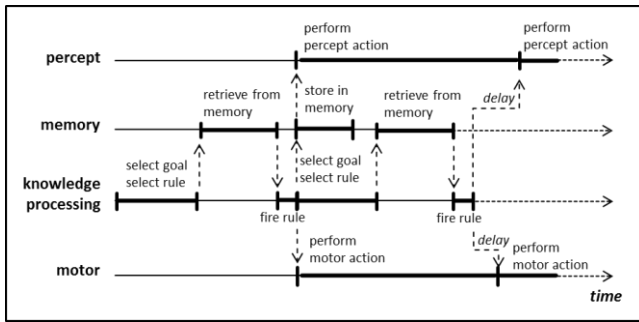 perform
percept action
perform
percept action
percept
retrieve from
memory
store in
memory
retrieve from
memory
delay
memory
select goal
select rule
select goal
select rule
knowledge
processing
fire rule
fire rule
perform
motor action
delay
perform
motor action
motor
time